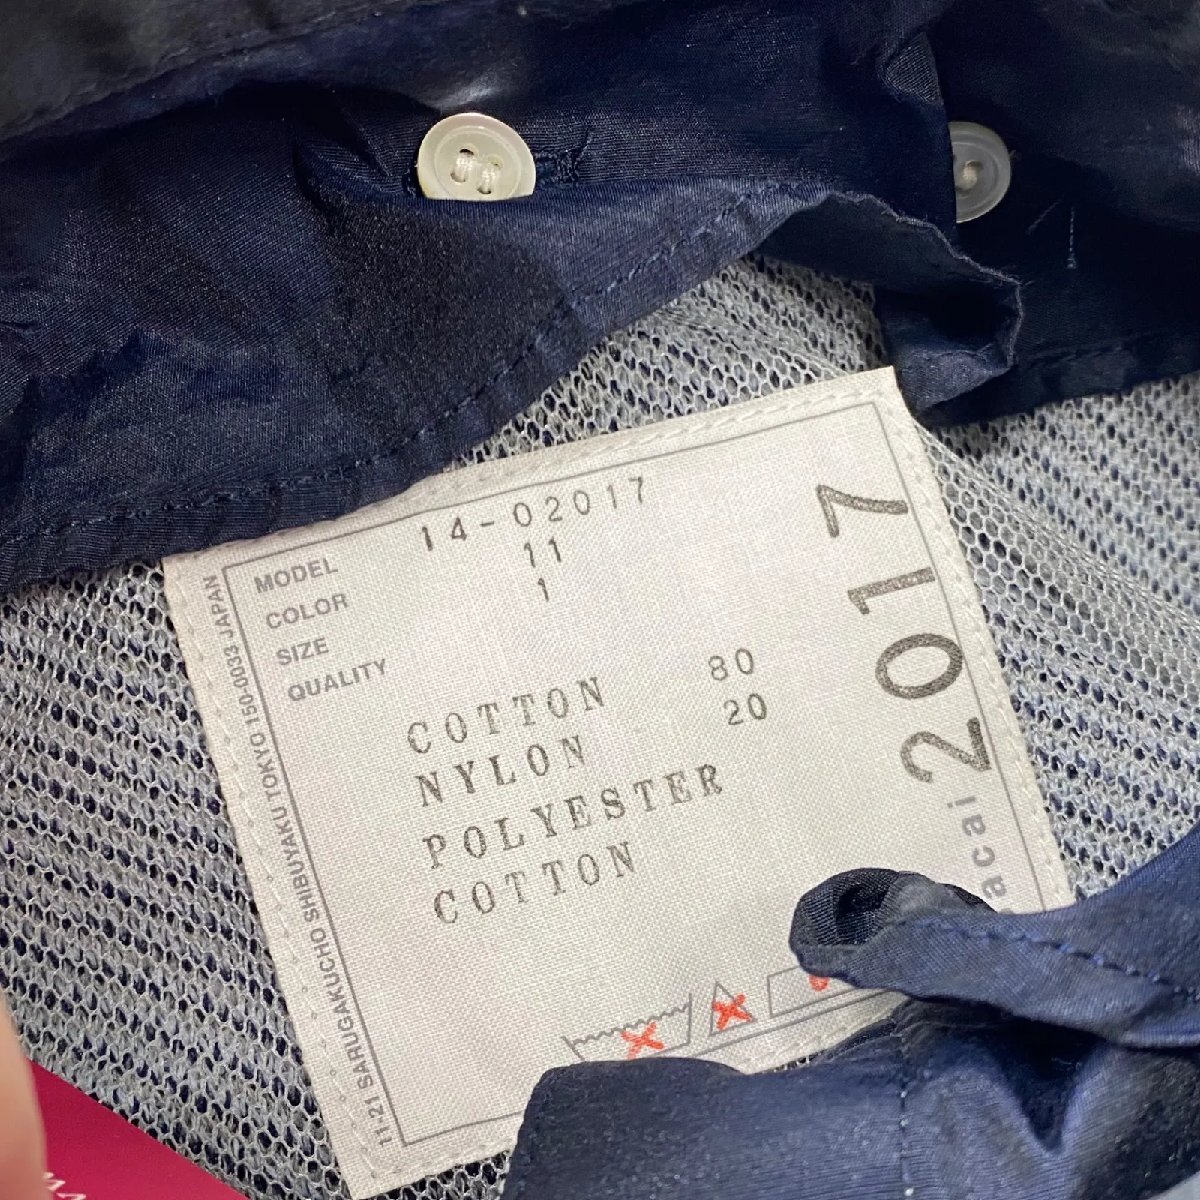 MODEL 14-02017
COLOR 11
SIZE 1
QUALITY
COTTON 80
NYLON 20
POLYESTER
COTTON
2017
acai
11-21 SARUGAKUCHO SHIBUYAKU TOKYO 150-0033 JAPAN